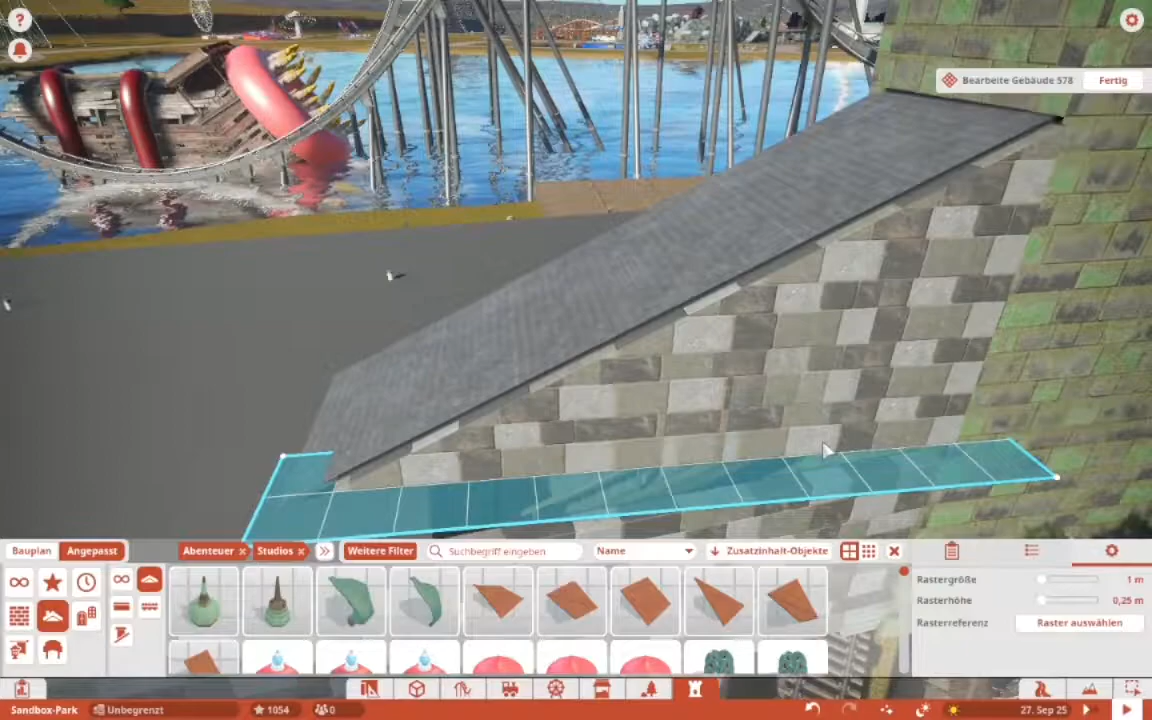 ?
Bearbeite Gebäude 578
Fertig
Bauplan
Angepasst
Abenteuer x
Studios x
Weitere Filter
Suchbegriff eingeben
Name
Zusatzinhalt-Objekte
Rastergröße
1 m
Rasterhöhe
0,25 m
Rasterreferenz
Raster auswählen
Sandbox-Park
Unbegrenzt
1054
0
27. Sep 25